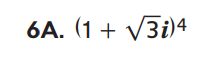 6A. (1 + √3i)4